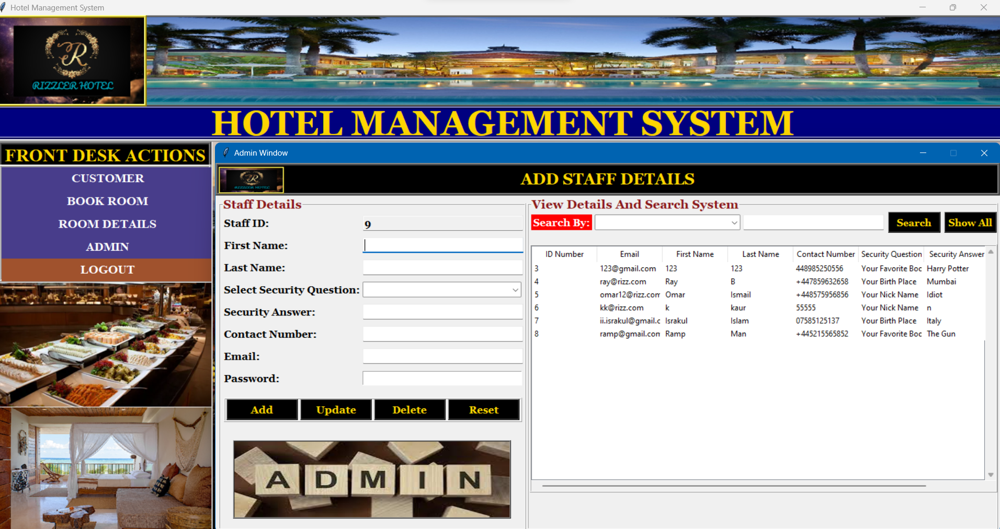 Hotel Management System
R
RIZZLER HOTEL
HOTEL MANAGEMENT SYSTEM
FRONT DESK ACTIONS
CUSTOMER
BOOK ROOM
ROOM DETAILS
ADMIN
LOGOUT
Admin Window
R
RIZZLER HOTEL
ADD STAFF DETAILS
Staff Details
Staff ID: 9
First Name:
Last Name:
Select Security Question:
Security Answer:
Contact Number:
Email:
Password:
Add Update Delete Reset
ADMIN
View Details And Search System
Search By: Search Show All
ID Number Email First Name Last Name Contact Number Security Question Security Answer
3 123@gmail.com 123 123 448985250556 Your Favorite Boc Harry Potter
4 ray@rizz.com Ray B +447859632658 Your Birth Place Mumbai
5 omar12@rizz.com Omar Ismail +448575956856 Your Nick Name Idiot
6 kk@rizz.com k kaur 55555 Your Nick Name n
7 ii.israkul@gmail.c Israkul Islam 07585125137 Your Birth Place Italy
8 ramp@gmail.com Ramp Man +445215565852 Your Favorite Boc The Gun